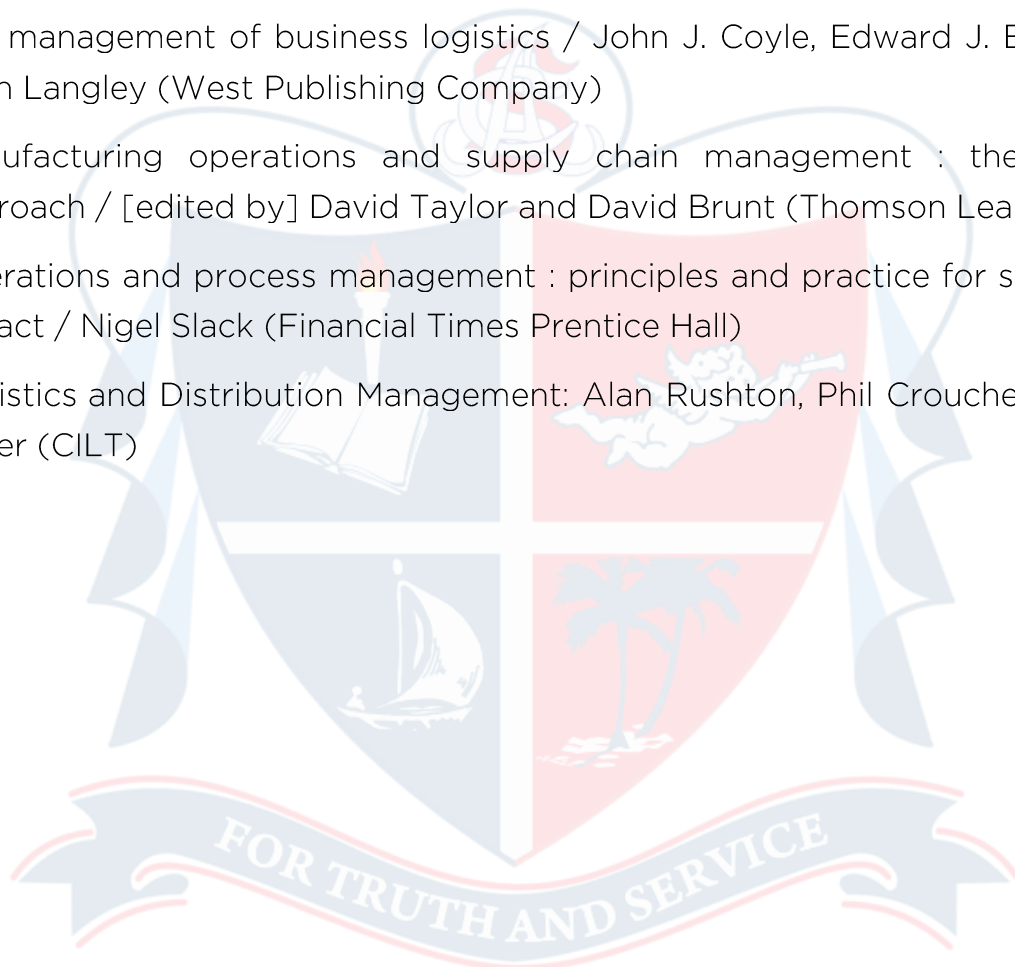 management of business logistics / John J. Coyle, Edward J.
Langley (West Publishing Company)
ufacturing operations and supply chain management : the
roach / [edited by] David Taylor and David Brunt (Thomson Lea
erations and process management : principles and practice for s
act / Nigel Slack (Financial Times Prentice Hall)
istics and Distribution Management: Alan Rushton, Phil Crouche
er (CILT)
FOR TRUTH AND SERVICE